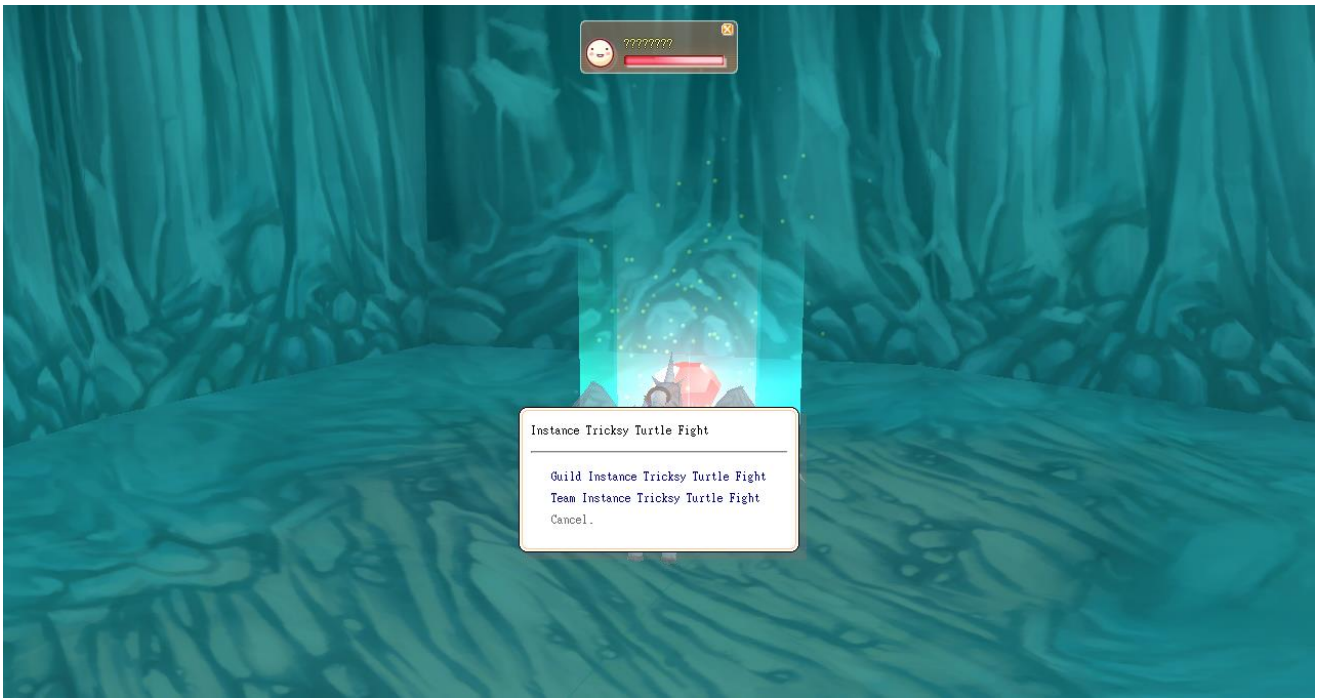 ????????
Instance Tricksy Turtle Fight
Guild Instance Tricksy Turtle Fight
Team Instance Tricksy Turtle Fight
Cancel.